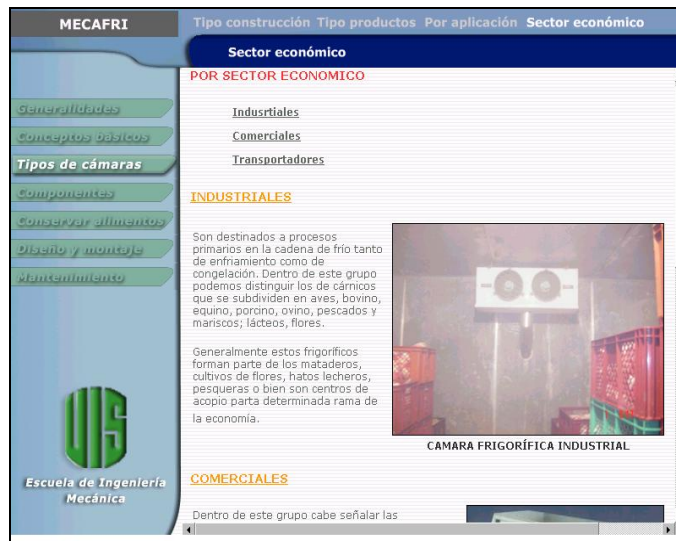 MECAFRI
Tipo construcción Tipo productos Por aplicación Sector económico
Sector económico
Generalidades
Conceptos básicos
Tipos de cámaras
Componentes
Conservar alimentos
Diseño y montaje
Mantenimiento
UIS
Escuela de Ingeniería
Mecánica
POR SECTOR ECONOMICO
Indusrtiales
Comerciales
Transportadores
INDUSTRIALES
Son destinados a procesos
primarios en la cadena de frío tanto
de enfriamiento como de
congelación. Dentro de este grupo
podemos distinguir los de cárnicos
que se subdividen en aves, bovino,
equino, porcino, ovino, pescados y
mariscos; lácteos, flores.
Generalmente estos frigoríficos
forman parte de los mataderos,
cultivos de flores, hatos lecheros,
pesqueras o bien son centros de
acopio parta determinada rama de
la economía.
CAMARA FRIGORÍFICA INDUSTRIAL
COMERCIALES
Dentro de este grupo cabe señalar las